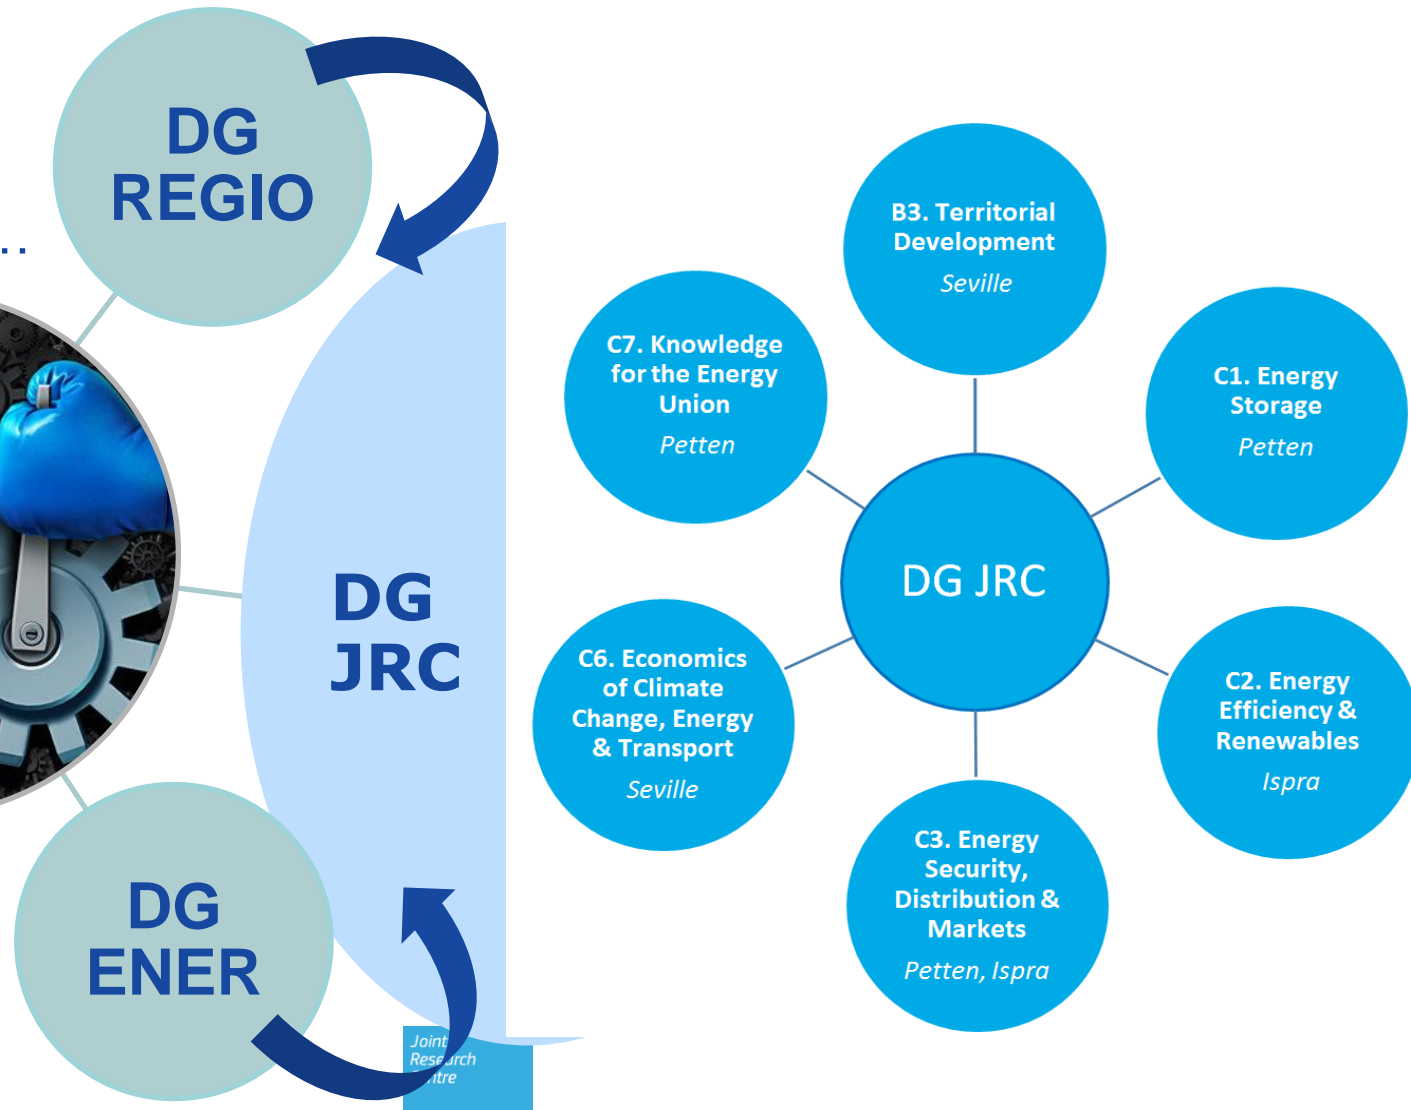 DG
REGIO
..
DG
JRC
DG
ENER
Joint
Research
Centre
B3. Territorial
Development
Seville
C7. Knowledge
for the Energy
Union
Petten
C1. Energy
Storage
Petten
DG JRC
C6. Economics
of Climate
Change, Energy
& Transport
Seville
C2. Energy
Efficiency &
Renewables
Ispra
C3. Energy
Security,
Distribution &
Markets
Petten, Ispra